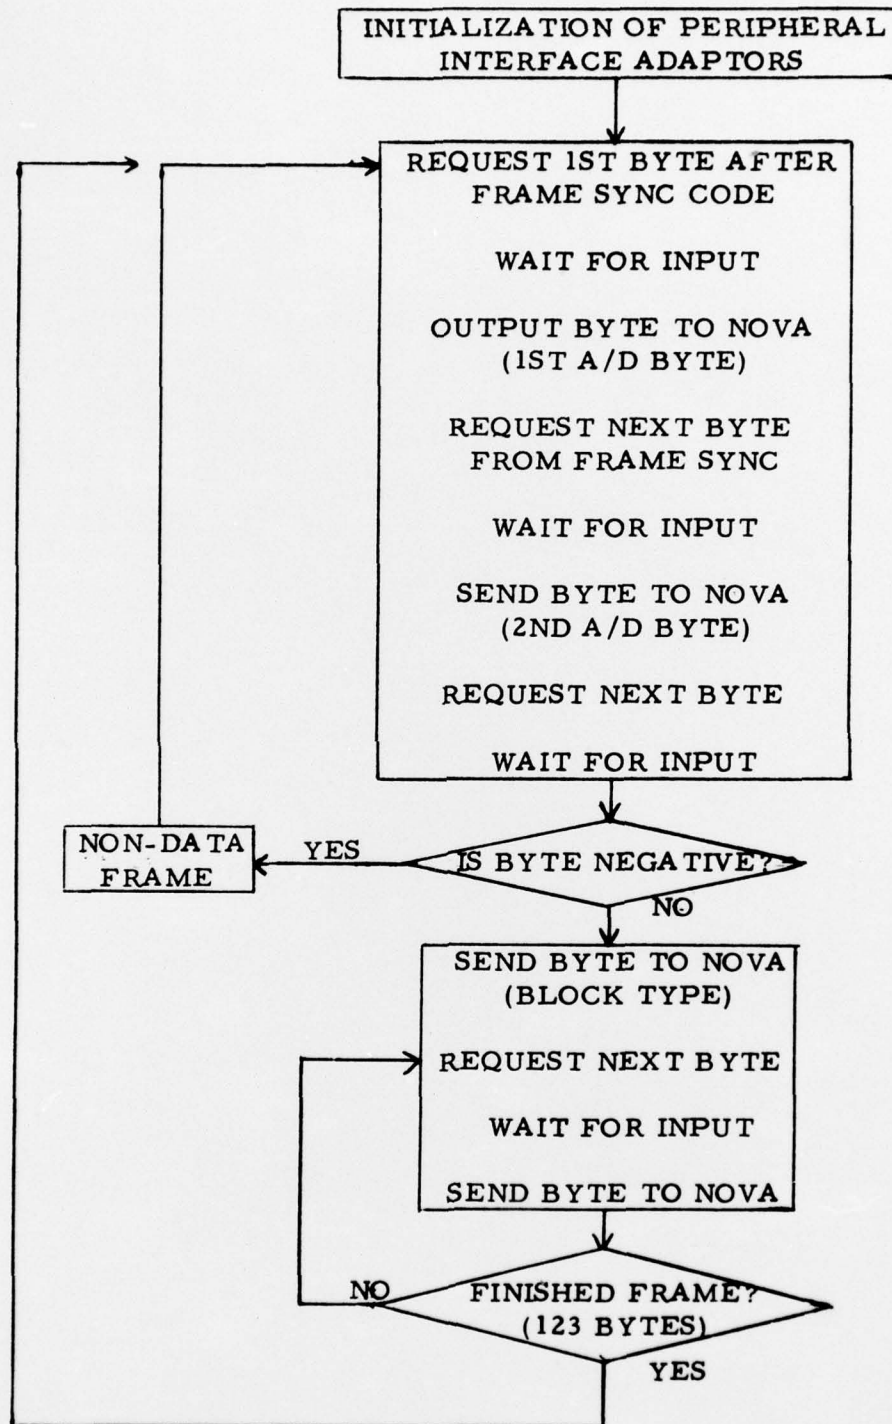 INITIALIZATION OF PERIPHERAL
INTERFACE ADAPTORS
REQUEST 1ST BYTE AFTER
FRAME SYNC CODE
WAIT FOR INPUT
OUTPUT BYTE TO NOVA
(1ST A/D BYTE)
REQUEST NEXT BYTE
FROM FRAME SYNC
WAIT FOR INPUT
SEND BYTE TO NOVA
(2ND A/D BYTE)
REQUEST NEXT BYTE
WAIT FOR INPUT
NON-DATA
FRAME
YES
IS BYTE NEGATIVE?
NO
SEND BYTE TO NOVA
(BLOCK TYPE)
REQUEST NEXT BYTE
WAIT FOR INPUT
SEND BYTE TO NOVA
NO
FINISHED FRAME?
(123 BYTES)
YES